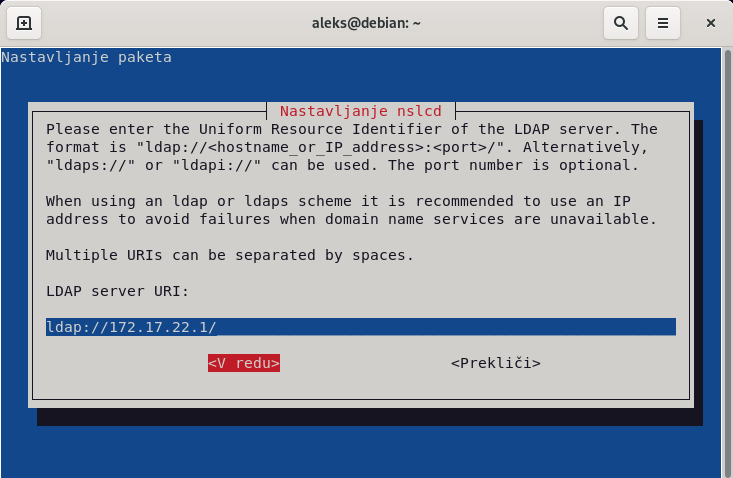 aleks@debian: ~
Nastavljanje paketa
Nastavljanje nslcd
Please enter the Uniform Resource Identifier of the LDAP server. The
format is "ldap://<hostname_or_IP_address>:<port>/". Alternatively,
"ldaps://" or "ldapi://" can be used. The port number is optional.
When using an ldap or ldaps scheme it is recommended to use an IP
address to avoid failures when domain name services are unavailable.
Multiple URIs can be separated by spaces.
LDAP server URI:
ldap://172.17.22.1/
<V redu> <Prekliči>